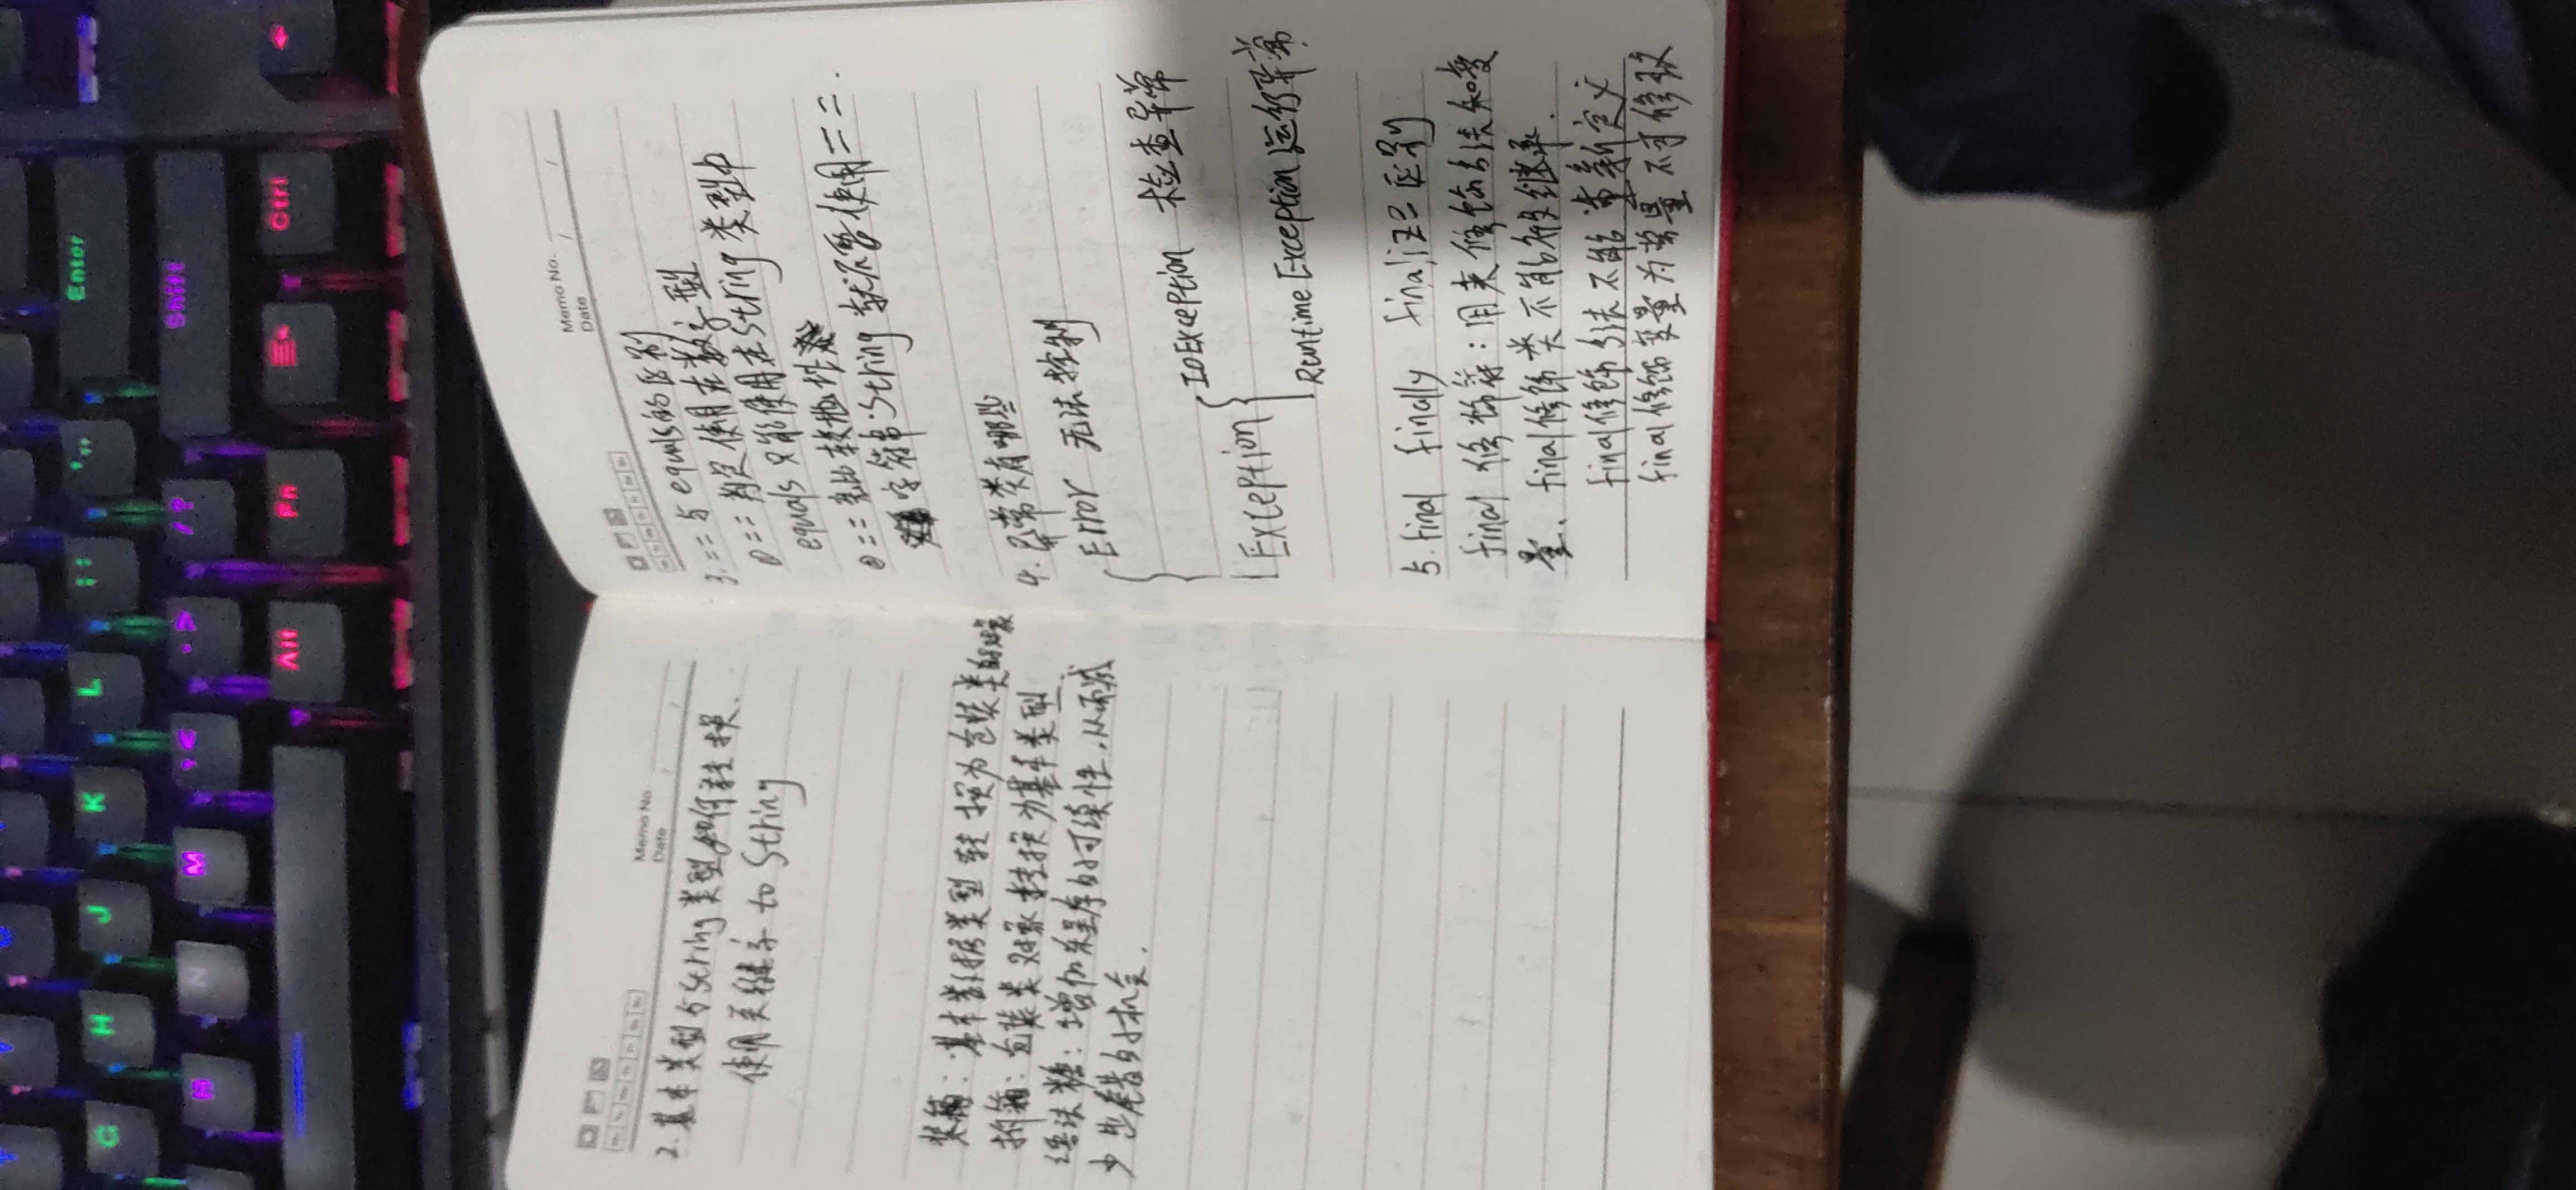 G H J K L ; : ' " Enter
N M , < . > / ? Shift
Alt Fn Ctrl
Memo No.
Date / /
2.基本类型与String类型如何转换.
使用关键字 to String
装箱:基本数据类型转换为包装类的对象
拆箱:包装类对象转换为基本类型.
语法糖:增加程序的可读性,从而减
少出错的机会.
Memo No.
Date / /
3. == 与 equals的区别
①== 判定使用在数字型
equals 只能使用在String 类型中
②== 是比较地址
字符串String 就不要使用==.
4.异常类有哪些
Error 无法控制
IOException 检查异常
Exception
Runtime Exception 运行异常
5. final finally finalize区别
final 修饰符:用来修饰方法和变
量、final修饰类不能被继承.
final修饰方法不能重新定义
final修饰变量为常量不可修改